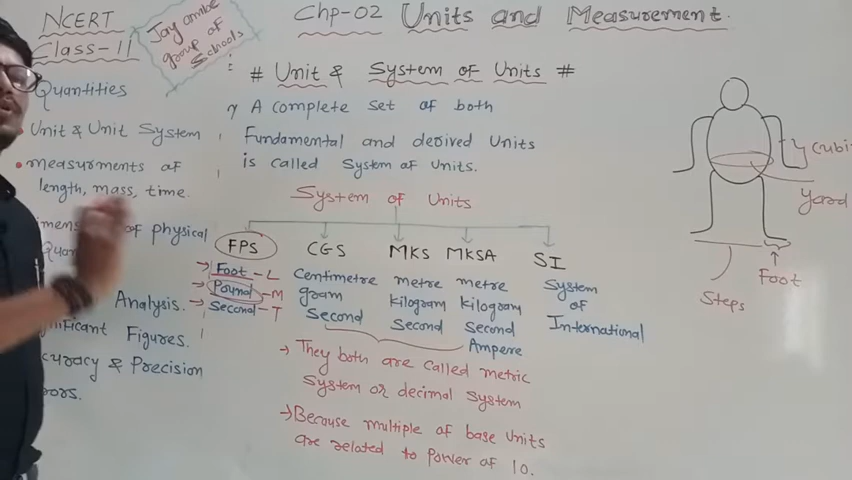 NCERT
Class-11
Jay ambe
group of
Schools
Chp-02 Units and Measurement.
# Unit & System of Units #
Quantities
Unit & Unit System
measurments of
length, mass, time.
of physical
Analysis.
Figures.
& Precision
A complete set of both
Fundamental and derived Units
is called System of Units.
System of Units
FPS
CGS
MKS
MKSA
SI
Foot - L
Pound - M
Second - T
Centimetre
gram
Second
metre
kilogram
Second
metre
kilogram
Second
Ampere
System
of
International
→ They both are called metric
System or decimal System
→ Because multiple of base Units
are related to Power of 10.
Yard
Foot
Steps